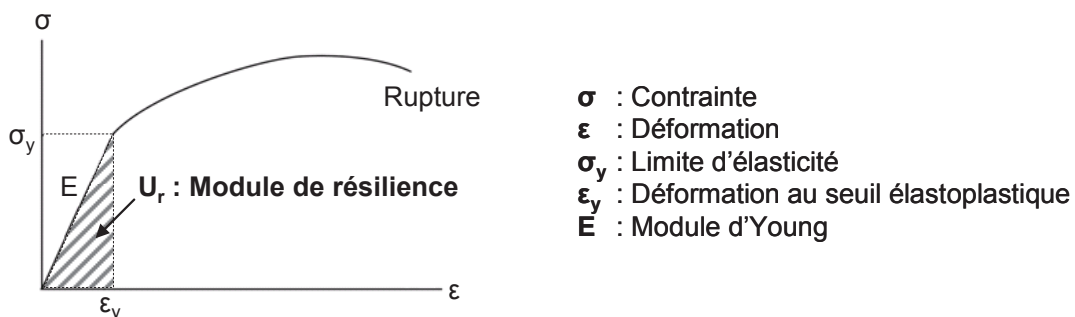 σ
Rupture
σy
E
Ur : Module de résilience
εy
ε
σ : Contrainte
ε : Déformation
σy : Limite d'élasticité
εy : Déformation au seuil élastoplastique
E : Module d'Young